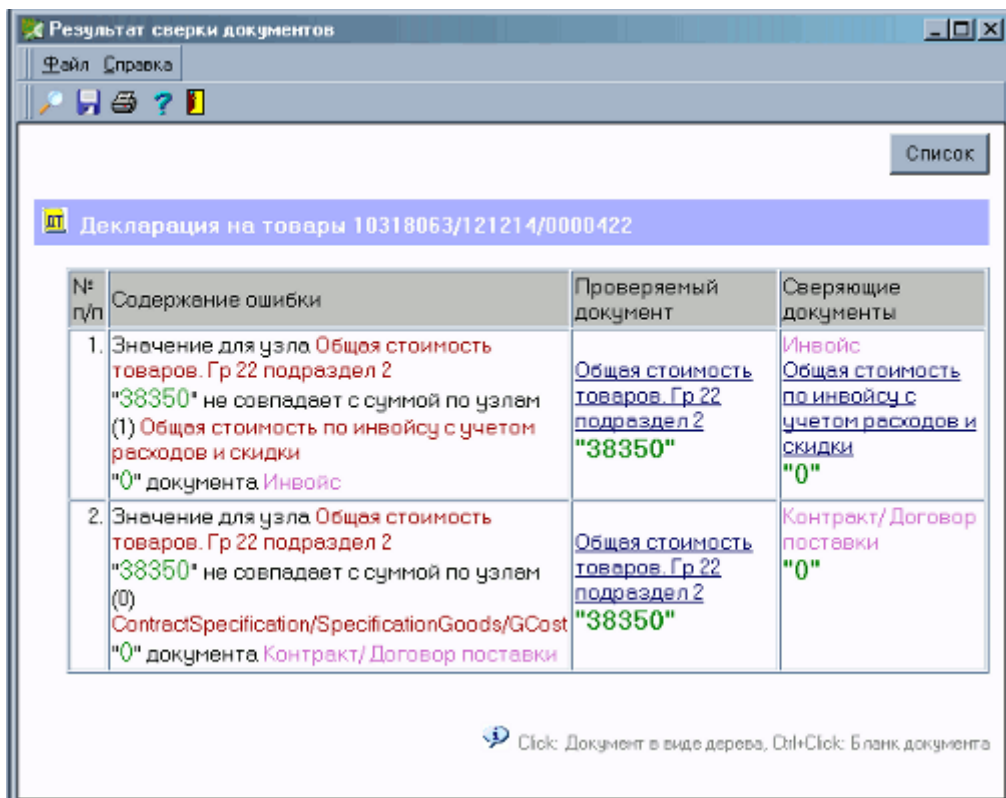 Результат сверки документов
Файл Справка
Список
ДТ Декларация на товары 10318063/121214/0000422
№ п/п
Содержание ошибки
Проверяемый документ
Сверяющие документы
1.
Значение для узла Общая стоимость
товаров. Гр 22 подраздел 2
"38350" не совпадает с суммой по узлам
(1) Общая стоимость по инвойсу с учетом
расходов и скидки
"0" документа Инвойс
Общая стоимость
товаров. Гр 22
подраздел 2
"38350"
Инвойс
Общая стоимость
по инвойсу с
учетом расходов и
скидки
"0"
2.
Значение для узла Общая стоимость
товаров. Гр 22 подраздел 2
"38350" не совпадает с суммой по узлам
(0)
ContractSpecification/SpecificationGoods/GCost
"0" документа Контракт/Договор поставки
Общая стоимость
товаров. Гр 22
подраздел 2
"38350"
Контракт/Договор
поставки
"0"
Click: Документ в виде дерева, Ctrl+Click: Бланк документа